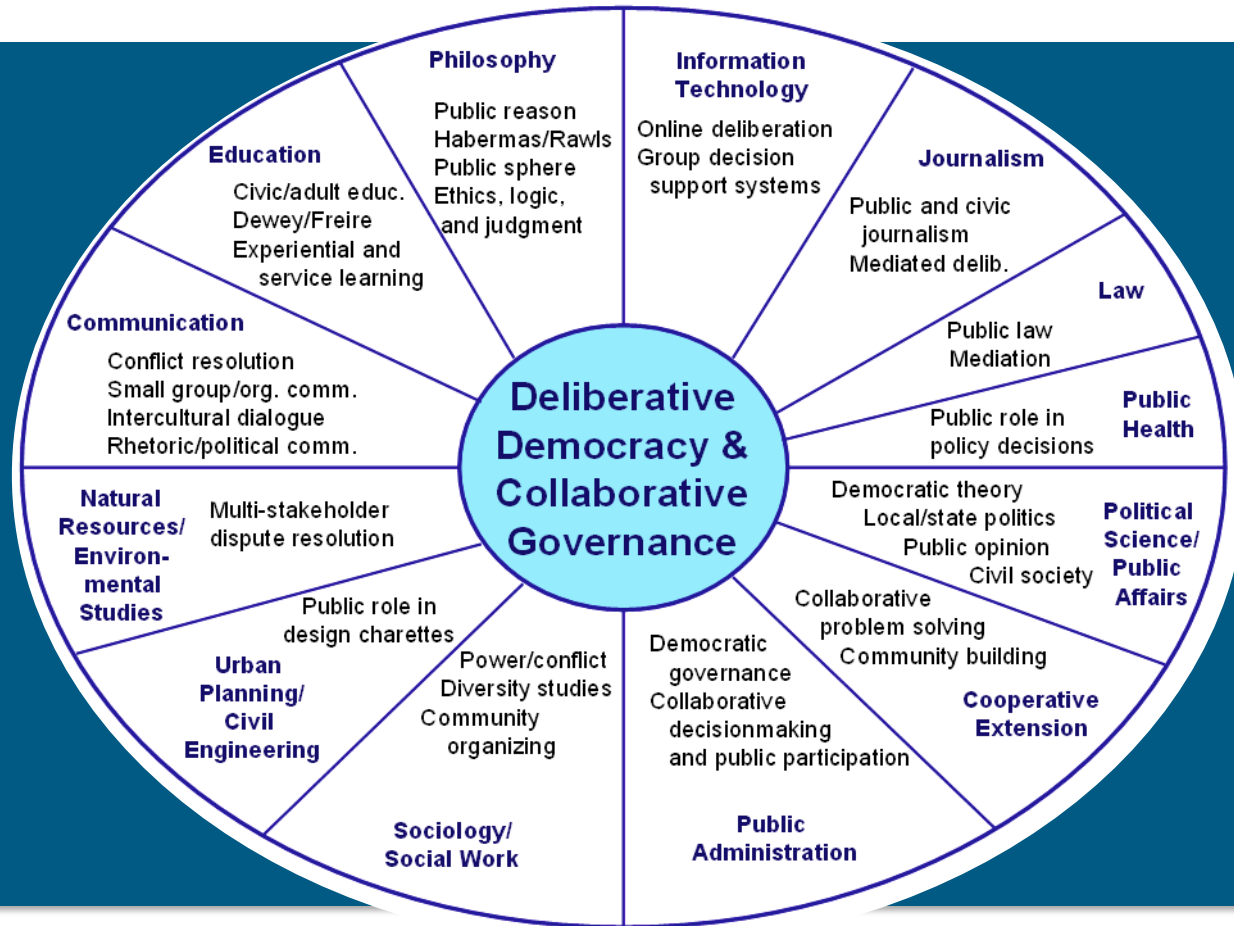 Philosophy
Public reason
Habermas/Rawls
Public sphere
Ethics, logic,
and judgment
Information
Technology
Online deliberation
Group decision
support systems
Journalism
Public and civic
journalism
Mediated delib.
Law
Public law
Mediation
Public
Health
Public role in
policy decisions
Political
Science/
Public
Affairs
Democratic theory
Local/state politics
Public opinion
Civil society
Collaborative
problem solving
Community building
Cooperative
Extension
Democratic
governance
Collaborative
decisionmaking
and public participation
Public
Administration
Power/conflict
Diversity studies
Community
organizing
Sociology/
Social Work
Public role in
design charettes
Urban
Planning/
Civil
Engineering
Natural
Resources/
Environ-
mental
Studies
Multi-stakeholder
dispute resolution
Communication
Conflict resolution
Small group/org. comm.
Intercultural dialogue
Rhetoric/political comm.
Education
Civic/adult educ.
Dewey/Freire
Experiential and
service learning
Deliberative
Democracy &
Collaborative
Governance